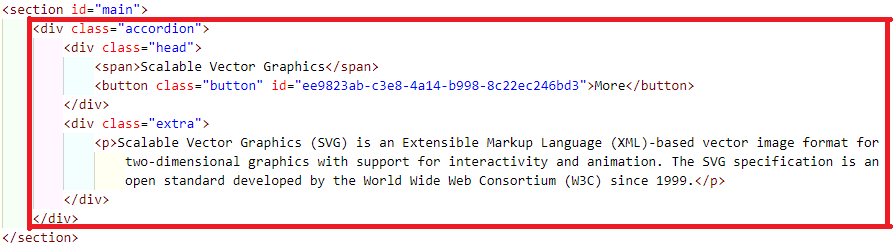 <section id="main">
<div class="accordion">
<div class="head">
<span>Scalable Vector Graphics</span>
<button class="button" id="ee9823ab-c3e8-4a14-b998-8c22ec246bd3">More</button>
</div>
<div class="extra">
<p>Scalable Vector Graphics (SVG) is an Extensible Markup Language (XML)-based vector image format for
two-dimensional graphics with support for interactivity and animation. The SVG specification is an
open standard developed by the World Wide Web Consortium (W3C) since 1999.</p>
</div>
</div>
</section>